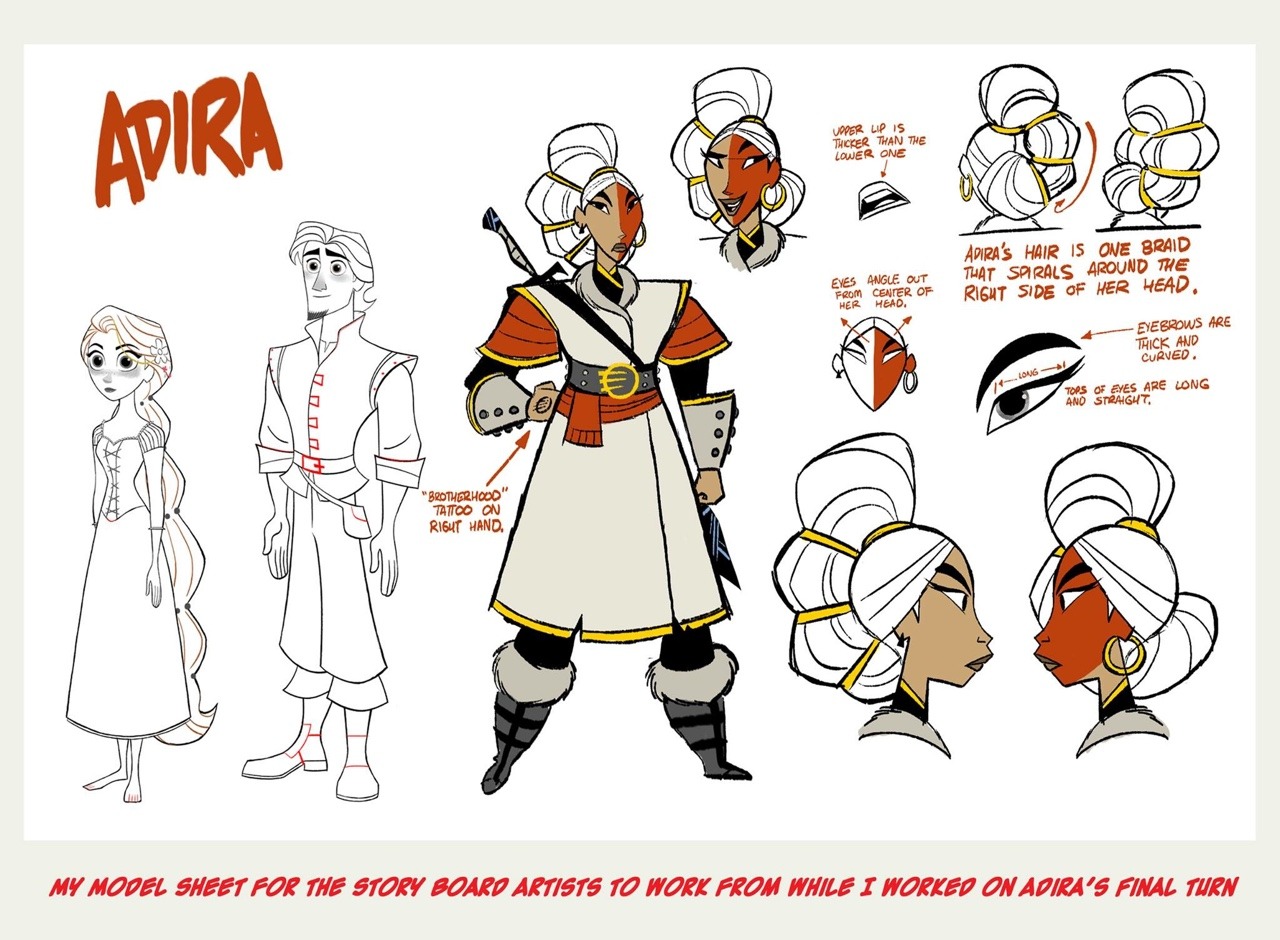 ADIRA
UPPER LIP IS
THICKER THAN THE
LOWER ONE
ADIRA'S HAIR IS ONE BRAID
THAT SPIRALS AROUND THE
RIGHT SIDE OF HER HEAD.
EYES ANGLE OUT
FROM CENTER OF
HER HEAD.
EYEBROWS ARE
THICK AND
CURVED.
LONG
TOPS OF EYES ARE LONG
AND STRAIGHT.
"BROTHERHOOD"
TATTOO ON
RIGHT HAND.
MY MODEL SHEET FOR THE STORY BOARD ARTISTS TO WORK FROM WHILE I WORKED ON ADIRA'S FINAL TURN